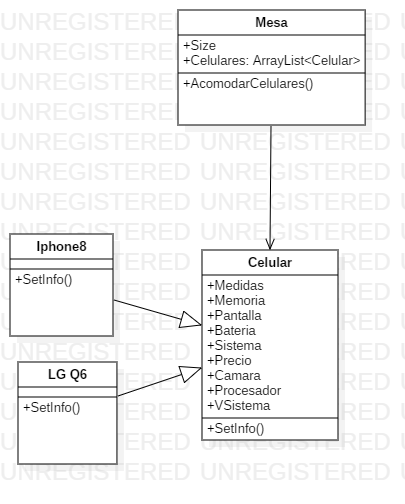 Mesa
+Size
+Celulares: ArrayList<Celular>
+AcomodarCelulares()
Iphone8
+SetInfo()
LG Q6
+SetInfo()
Celular
+Medidas
+Memoria
+Pantalla
+Bateria
+Sistema
+Precio
+Camara
+Procesador
+VSistema
+SetInfo()
UNREGISTERED